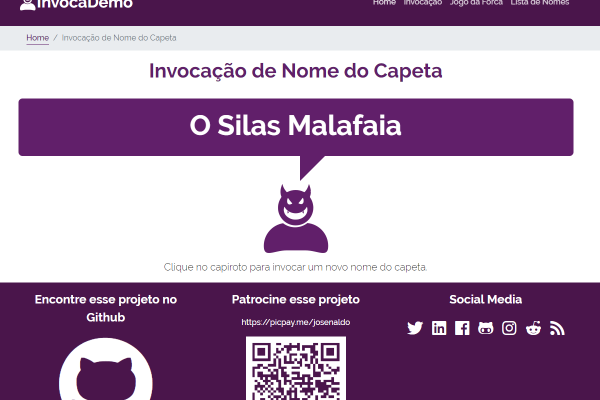 InvocaDemo
Home Invocação Jogo da Forca Lista de Nomes
Home / Invocação de Nome do Capeta
Invocação de Nome do Capeta
O Silas Malafaia
Clique no capiroto para invocar um novo nome do capeta.
Encontre esse projeto no
Github
Patrocine esse projeto
https://picpay.me/josenaldo
Social Media